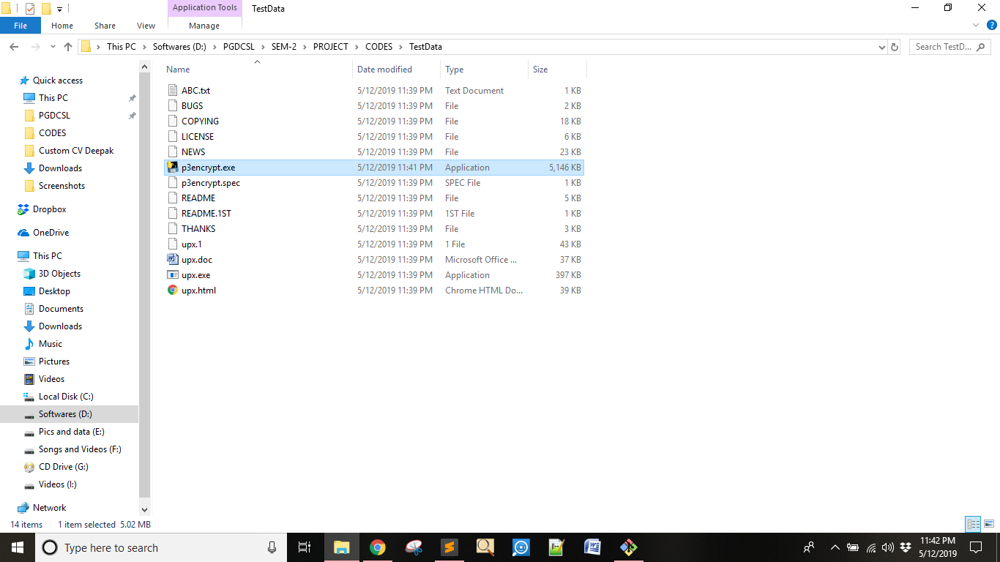 Application Tools
TestData
File
Home
Share
View
Manage
This PC
Softwares (D:)
PGDCSL
SEM-2
PROJECT
CODES
TestData
Search TestD...
Quick access
This PC
PGDCSL
CODES
Custom CV Deepak
Downloads
Screenshots
Dropbox
OneDrive
This PC
3D Objects
Desktop
Documents
Downloads
Music
Pictures
Videos
Local Disk (C:)
Softwares (D:)
Pics and data (E:)
Songs and Videos (F:)
CD Drive (G:)
Videos (I:)
Network
Name Date modified Type Size
ABC.txt 5/12/2019 11:39 PM Text Document 1 KB
BUGS 5/12/2019 11:39 PM File 2 KB
COPYING 5/12/2019 11:39 PM File 18 KB
LICENSE 5/12/2019 11:39 PM File 6 KB
NEWS 5/12/2019 11:39 PM File 23 KB
p3encrypt.exe 5/12/2019 11:41 PM Application 5,146 KB
p3encrypt.spec 5/12/2019 11:39 PM SPEC File 1 KB
README 5/12/2019 11:39 PM File 5 KB
README.1ST 5/12/2019 11:39 PM 1ST File 1 KB
THANKS 5/12/2019 11:39 PM File 3 KB
upx.1 5/12/2019 11:39 PM 1 File 43 KB
upx.doc 5/12/2019 11:39 PM Microsoft Office ... 37 KB
upx.exe 5/12/2019 11:39 PM Application 397 KB
upx.html 5/12/2019 11:39 PM Chrome HTML Do... 39 KB
14 items 1 item selected 5.02 MB
Type here to search
11:42 PM
5/12/2019